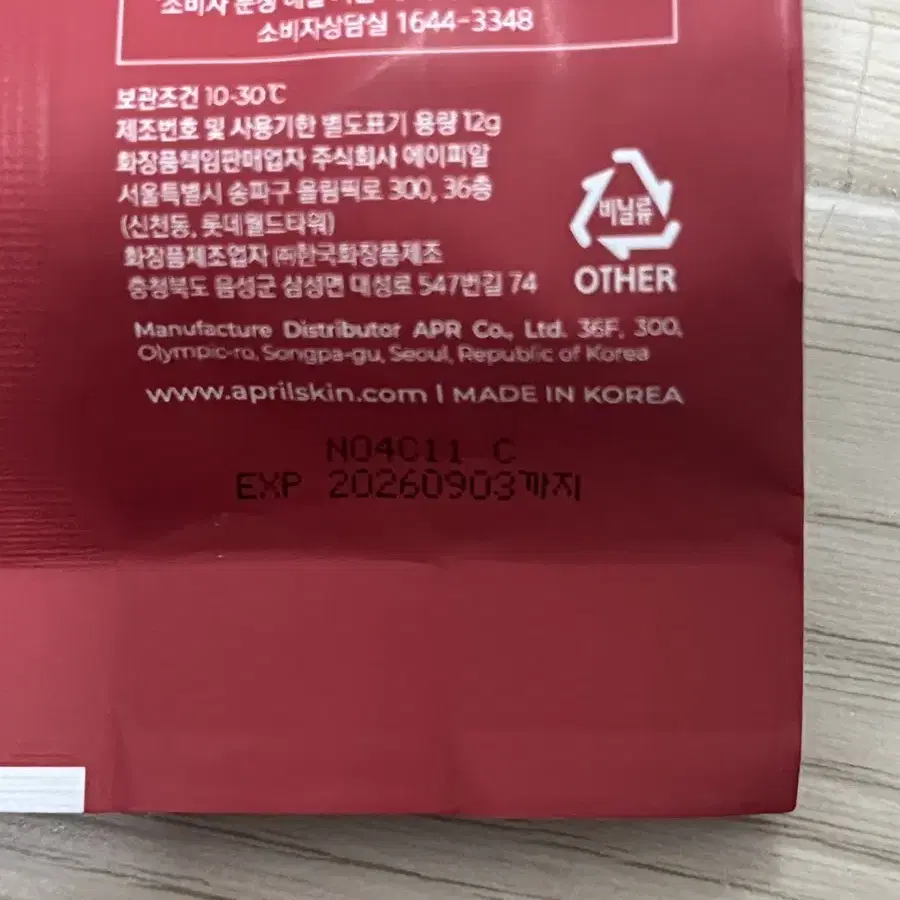 소비자
소비자상담실 1644-3348
보관조건 10-30℃
제조번호 및 사용기한 별도표기 용량 12g
화장품책임판매업자 주식회사 에이피알
서울특별시 송파구 올림픽로 300, 36층
(신천동, 롯데월드타워)
화장품제조업자 ㈜한국화장품제조
충청북도 음성군 삼성면 대성로 547번길 74
비닐류
OTHER
Manufacture Distributor APR Co., Ltd. 36F, 300,
Olympic-ro, Songpa-gu, Seoul, Republic of Korea
www.aprilskin.com | MADE IN KOREA
N04C11 C
EXP 20260903까지